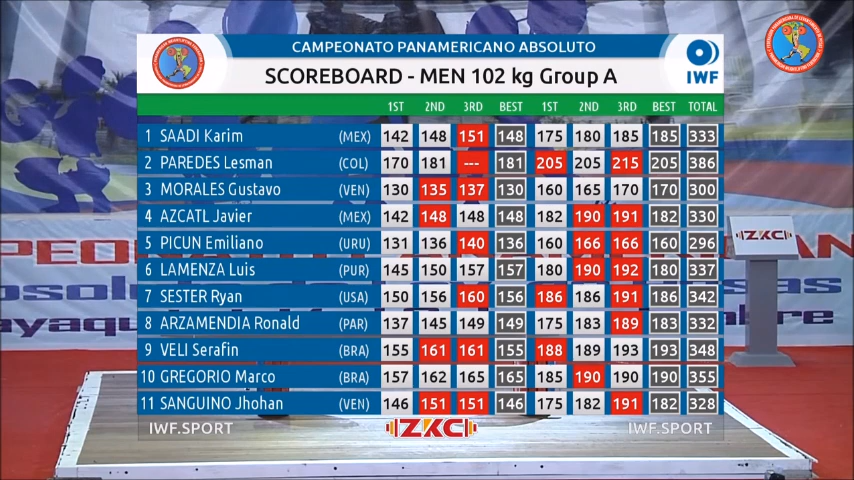 CAMPEONATO PANAMERICANO ABSOLUTO
IWF
SCOREBOARD - MEN 102 kg Group A
1ST 2ND 3RD BEST 1ST 2ND 3RD BEST TOTAL
1 SAADI Karim (MEX) 142 148 151 148 175 180 185 185 333
2 PAREDES Lesman (COL) 170 181 --- 181 205 205 215 205 386
3 MORALES Gustavo (VEN) 130 135 137 130 160 165 170 170 300
4 AZCATL Javier (MEX) 142 148 148 148 182 190 191 182 330
5 PICUN Emiliano (URU) 131 136 140 136 160 166 166 160 296
6 LAMENZA Luis (PUR) 145 150 157 157 180 190 192 180 337
7 SESTER Ryan (USA) 150 156 160 156 186 186 191 186 342
8 ARZAMENDIA Ronald (PAR) 137 145 149 149 175 183 189 183 332
9 VELI Serafin (BRA) 155 161 161 155 188 189 193 193 348
10 GREGORIO Marco (BRA) 157 162 165 165 185 190 190 190 355
11 SANGUINO Jhohan (VEN) 146 151 151 146 175 182 191 182 328
IWF.SPORT ZKC IWF.SPORT
ZKC